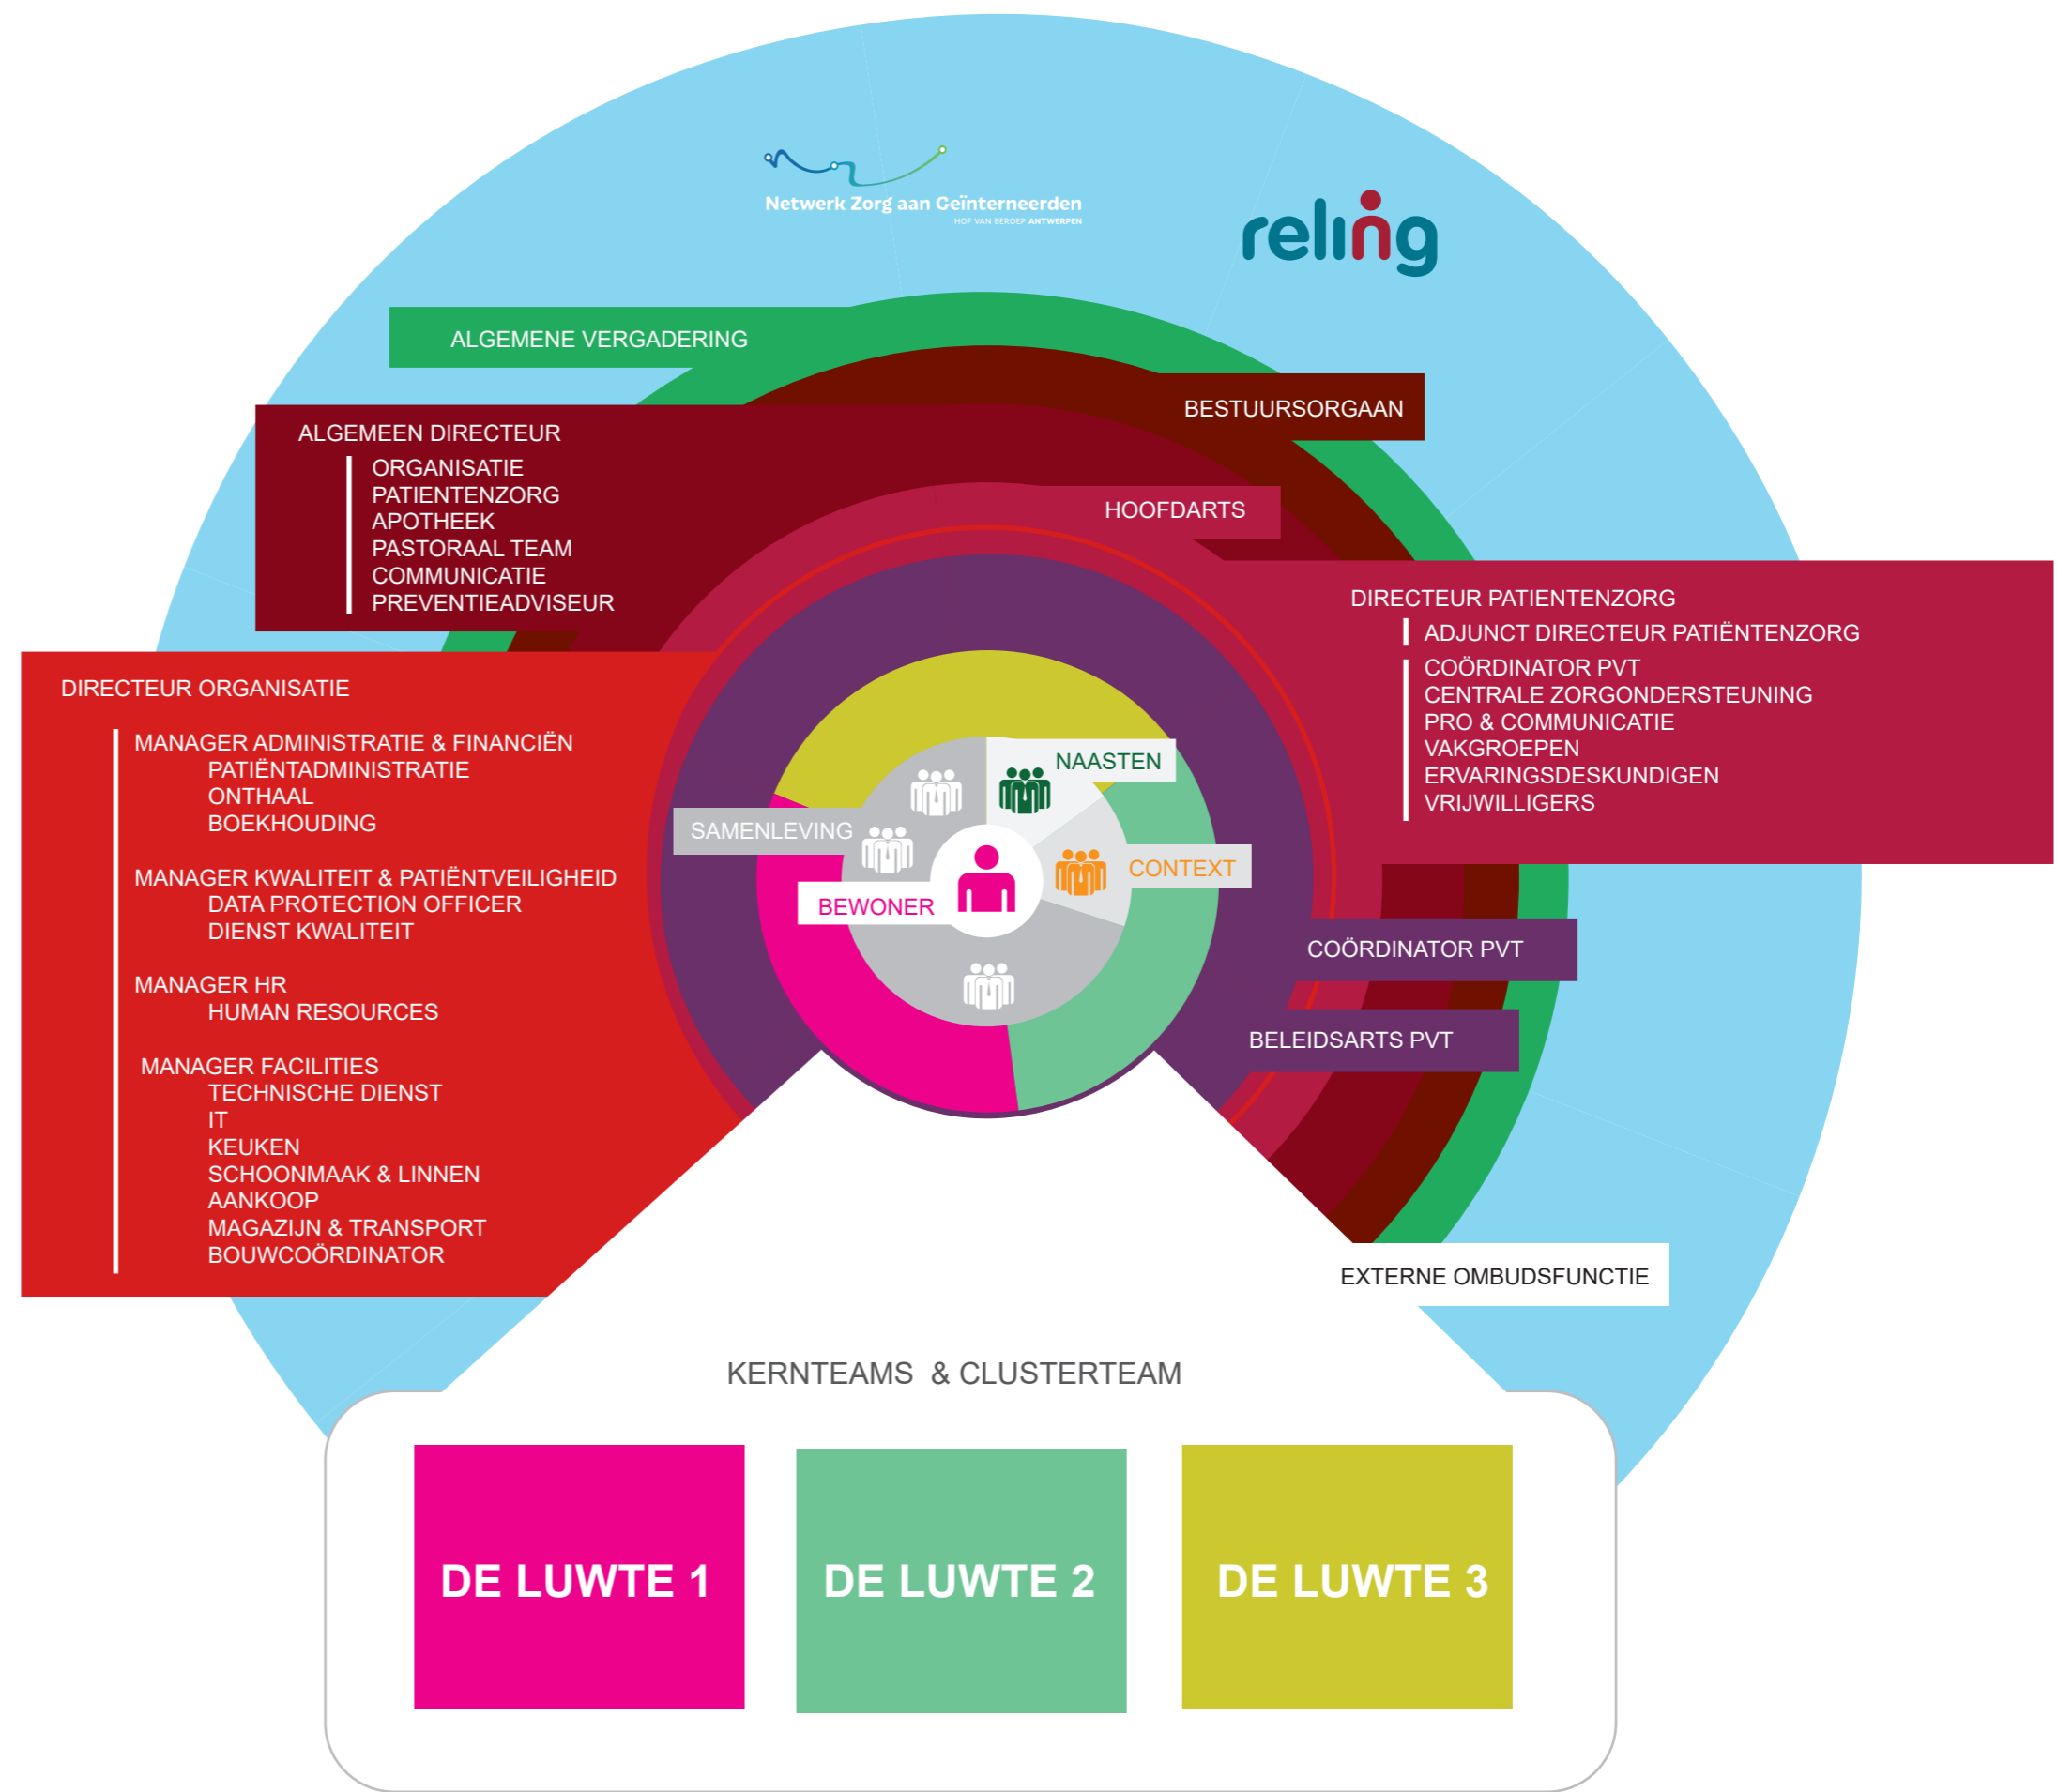 Netwerk Zorg aan Geïnterneerden
HOF VAN BEROEP ANTWERPEN
reling
ALGEMENE VERGADERING
BESTUURSORGAAN
ALGEMEEN DIRECTEUR
ORGANISATIE
PATIENTENZORG
APOTHEEK
PASTORAAL TEAM
COMMUNICATIE
PREVENTIEADVISEUR
HOOFDARTS
DIRECTEUR PATIENTENZORG
ADJUNCT DIRECTEUR PATIËNTENZORG
COÖRDINATOR PVT
CENTRALE ZORGONDERSTEUNING
PRO & COMMUNICATIE
VAKGROEPEN
ERVARINGSDESKUNDIGEN
VRIJWILLIGERS
DIRECTEUR ORGANISATIE
MANAGER ADMINISTRATIE & FINANCIËN
PATIËNTADMINISTRATIE
ONTHAAL
BOEKHOUDING
MANAGER KWALITEIT & PATIËNTVEILIGHEID
DATA PROTECTION OFFICER
DIENST KWALITEIT
MANAGER HR
HUMAN RESOURCES
MANAGER FACILITIES
TECHNISCHE DIENST
IT
KEUKEN
SCHOONMAAK & LINNEN
AANKOOP
MAGAZIJN & TRANSPORT
BOUWCOÖRDINATOR
NAASTEN
SAMENLEVING
CONTEXT
BEWONER
COÖRDINATOR PVT
BELEIDSARTS PVT
EXTERNE OMBUDSFUNCTIE
KERNTEAMS & CLUSTERTEAM
DE LUWTE 1
DE LUWTE 2
DE LUWTE 3